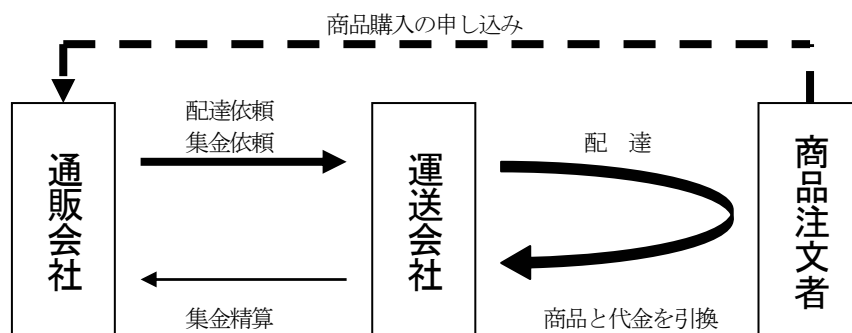 商品購入の申し込み
配達依頼
集金依頼
配　達
通販会社
運送会社
商品注文者
集金精算
商品と代金を引換